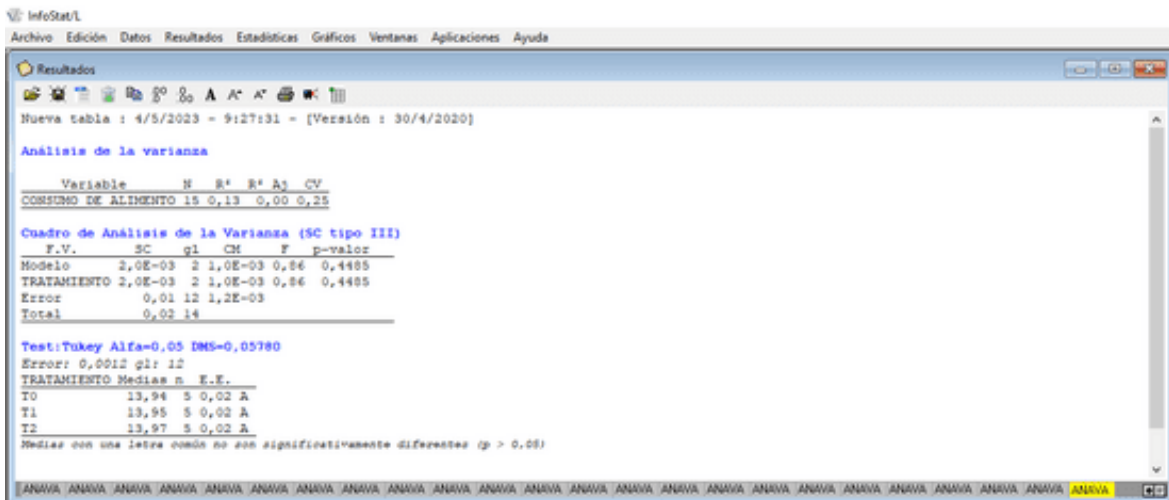 InfoStat/L
Archivo Edición Datos Resultados Estadísticas Gráficos Ventanas Aplicaciones Ayuda
Resultados
Nueva tabla : 4/5/2023 - 9:27:31 - [Versión : 30/4/2020]
Análisis de la varianza
Variable N R² R² Aj CV
CONSUMO DE ALIMENTO 15 0,13 0,00 0,25
Cuadro de Análisis de la Varianza (SC tipo III)
F.V. SC gl CM F p-valor
Modelo 2,0E-03 2 1,0E-03 0,86 0,4485
TRATAMIENTO 2,0E-03 2 1,0E-03 0,86 0,4485
Error 0,01 12 1,2E-03
Total 0,02 14
Test:Tukey Alfa=0,05 DMS=0,05780
Error: 0,0012 gl: 12
TRATAMIENTO Medias n E.E.
T0 13,94 5 0,02 A
T1 13,95 5 0,02 A
T2 13,97 5 0,02 A
Medias con una letra común no son significativamente diferentes (p > 0,05)
ANAVA ANAVA ANAVA ANAVA ANAVA ANAVA ANAVA ANAVA ANAVA ANAVA ANAVA ANAVA ANAVA ANAVA ANAVA ANAVA ANAVA ANAVA ANAVA ANAVA ANAVA ANAVA ANAVA ANAVA